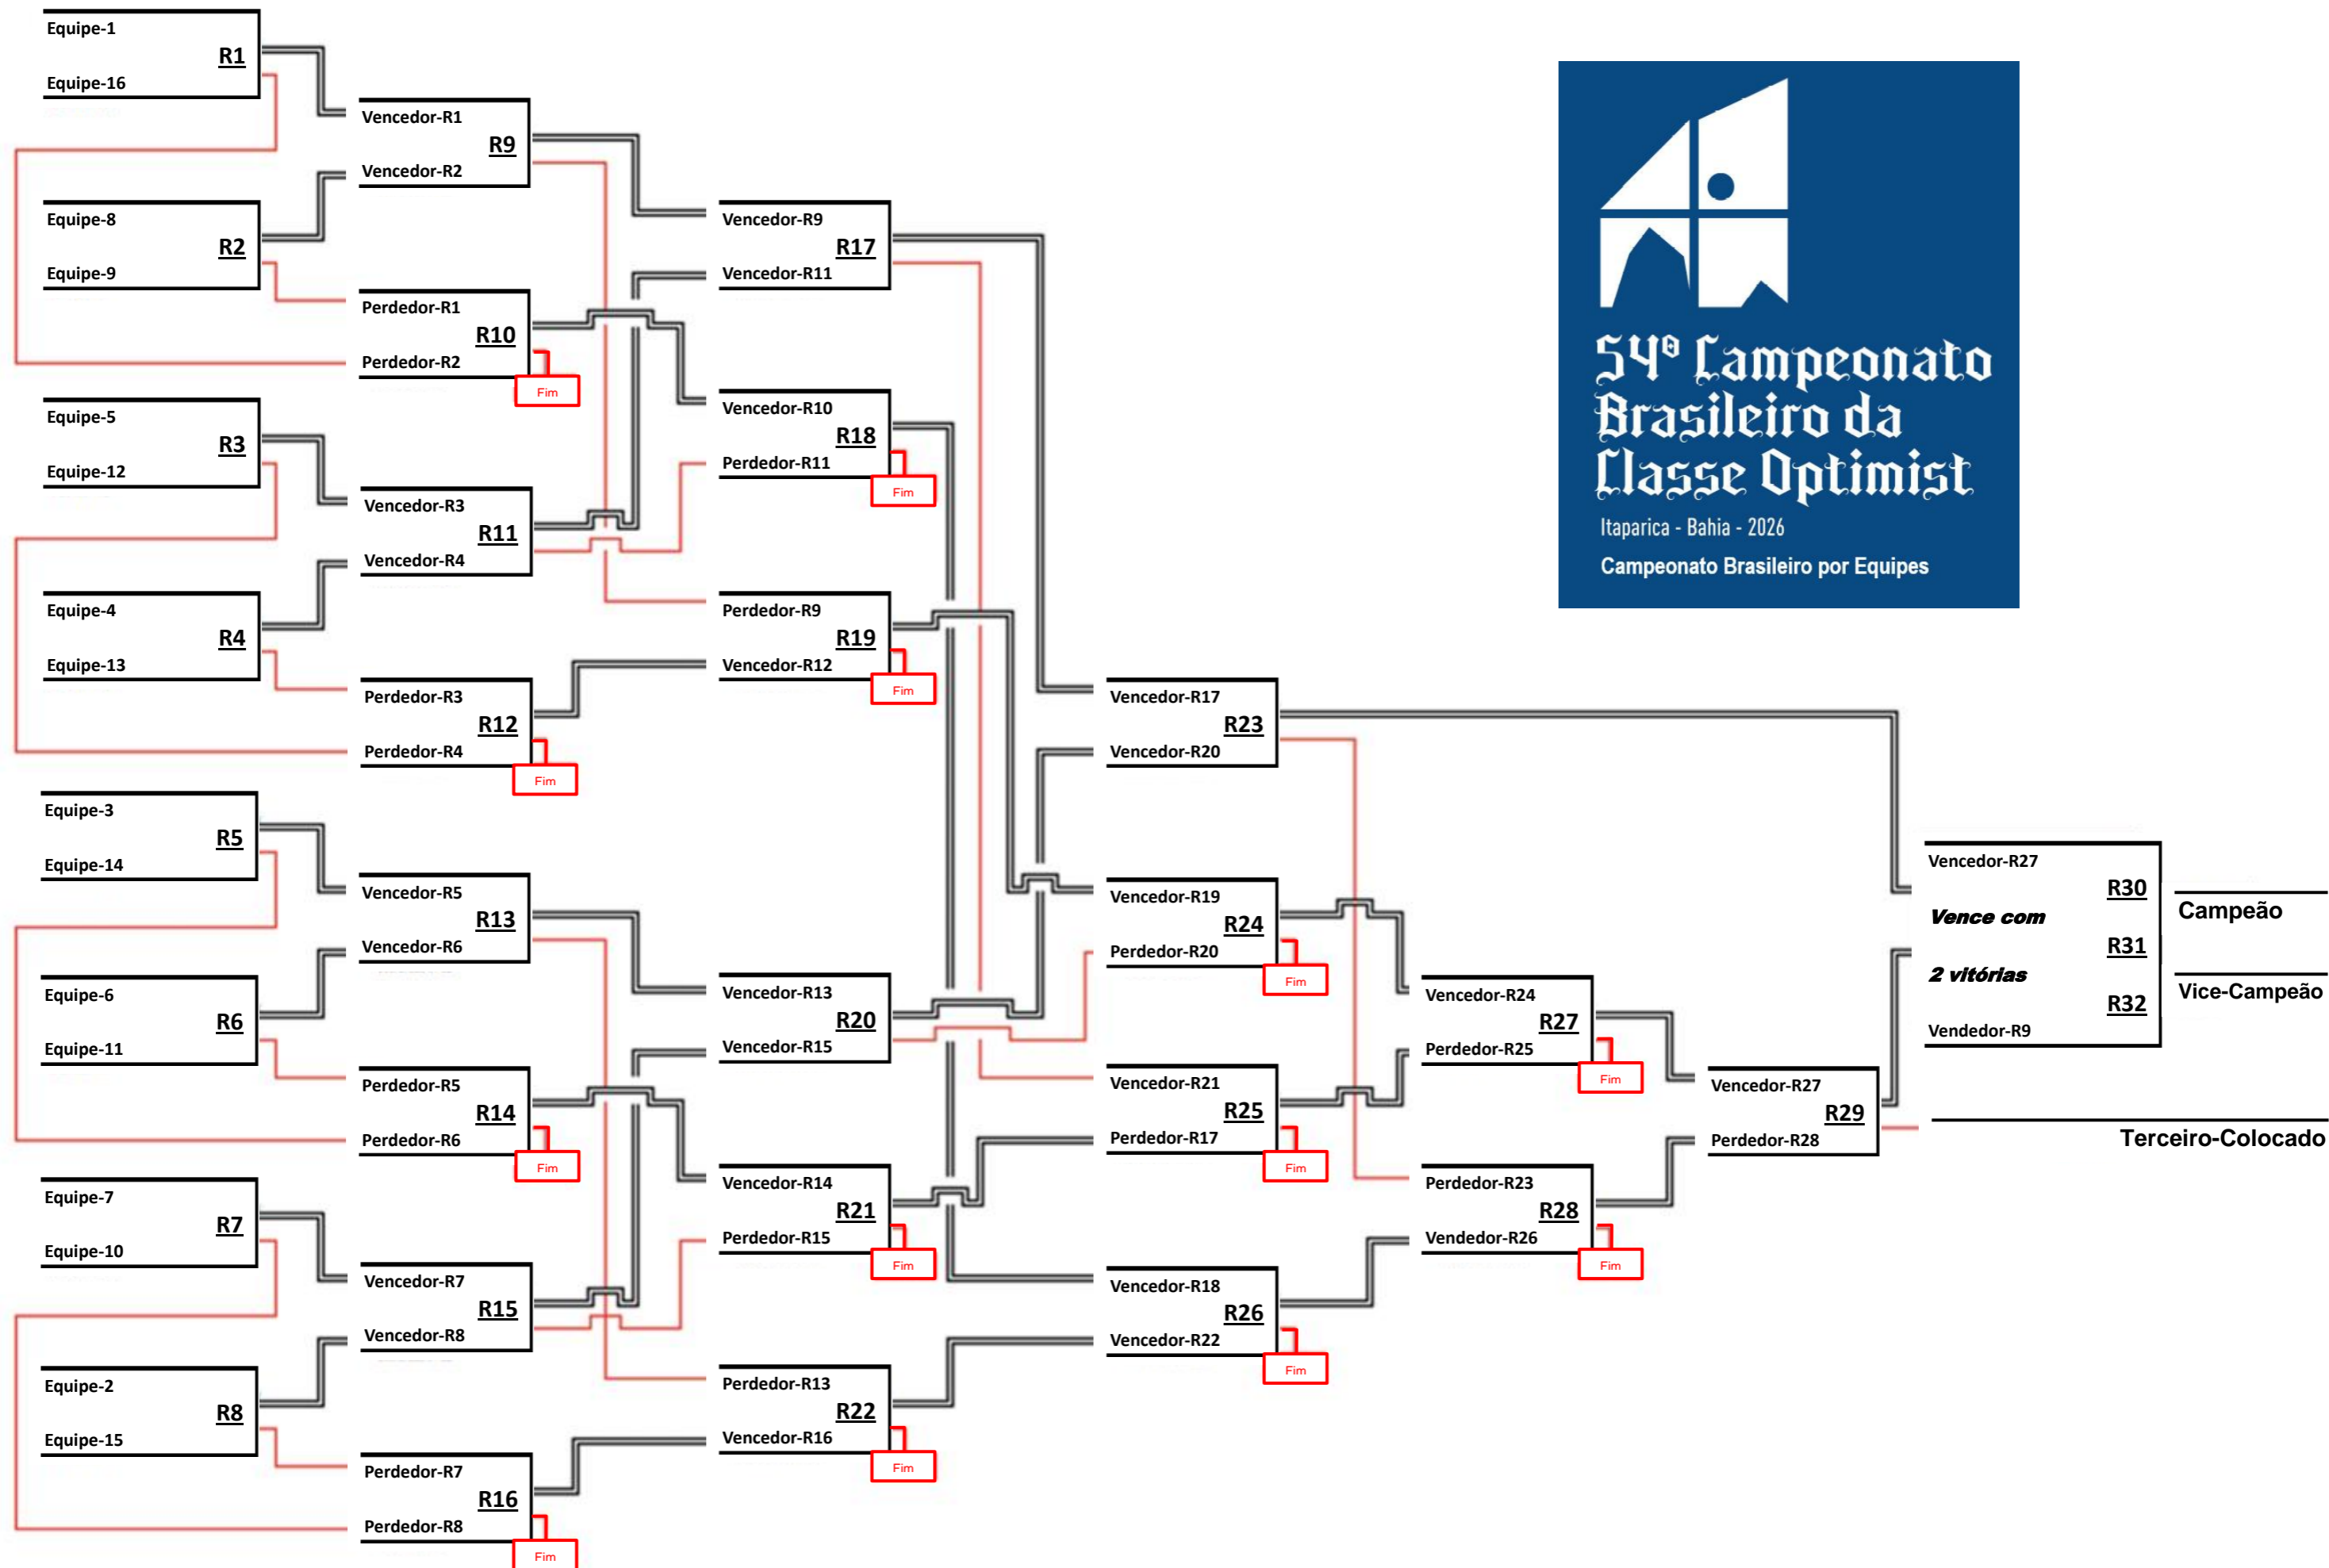 Equipe-1
R1
Equipe-16
Equipe-8
R2
Equipe-9
Equipe-5
R3
Equipe-12
Equipe-4
R4
Equipe-13
Equipe-3
R5
Equipe-14
Equipe-6
R6
Equipe-11
Equipe-7
R7
Equipe-10
Equipe-2
R8
Equipe-15
Vencedor-R1
R9
Vencedor-R2
Perdedor-R1
R10
Perdedor-R2
Fim
Vencedor-R3
R11
Vencedor-R4
Perdedor-R3
R12
Perdedor-R4
Fim
Vencedor-R5
R13
Vencedor-R6
Perdedor-R5
R14
Perdedor-R6
Fim
Vencedor-R7
R15
Vencedor-R8
Perdedor-R7
R16
Perdedor-R8
Fim
Vencedor-R9
R17
Vencedor-R11
Vencedor-R10
R18
Perdedor-R11
Fim
Perdedor-R9
R19
Vencedor-R12
Fim
Vencedor-R13
R20
Vencedor-R15
Vencedor-R14
R21
Perdedor-R15
Fim
Perdedor-R13
R22
Vencedor-R16
Fim
Vencedor-R17
R23
Vencedor-R20
Vencedor-R19
R24
Perdedor-R20
Fim
Vencedor-R21
R25
Perdedor-R17
Fim
Vencedor-R18
R26
Vencedor-R22
Fim
Vencedor-R24
R27
Perdedor-R25
Fim
Perdedor-R23
R28
Vendedor-R26
Fim
Vencedor-R27
R29
Perdedor-R28
Vencedor-R27
R30
Vence com
R31
2 vitórias
R32
Vendedor-R9
Campeão
Vice-Campeão
Terceiro-Colocado
54º Campeonato
Brasileiro da
Classe Optimist
Itaparica - Bahia - 2026
Campeonato Brasileiro por Equipes